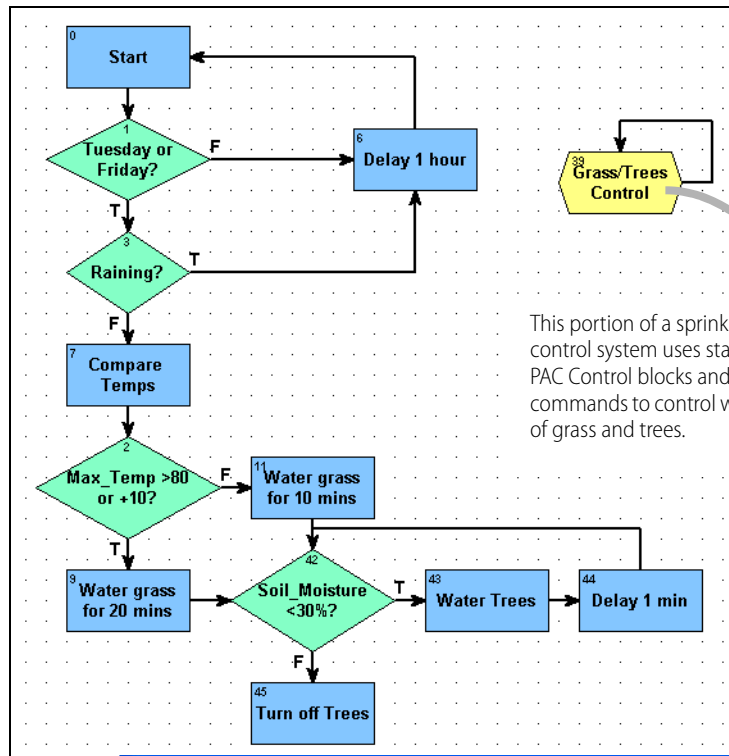 0
Start
1
Tuesday or
Friday?
F
6
Delay 1 hour
39
Grass/Trees
Control
T
3
Raining?
T
F
This portion of a sprink
control system uses sta
PAC Control blocks and
commands to control w
of grass and trees.
7
Compare
Temps
2
Max_Temp >80
or +10?
F
11
Water grass
for 10 mins
T
9
Water grass
for 20 mins
42
Soil_Moisture
<30%?
T
43
Water Trees
44
Delay 1 min
F
45
Turn off Trees